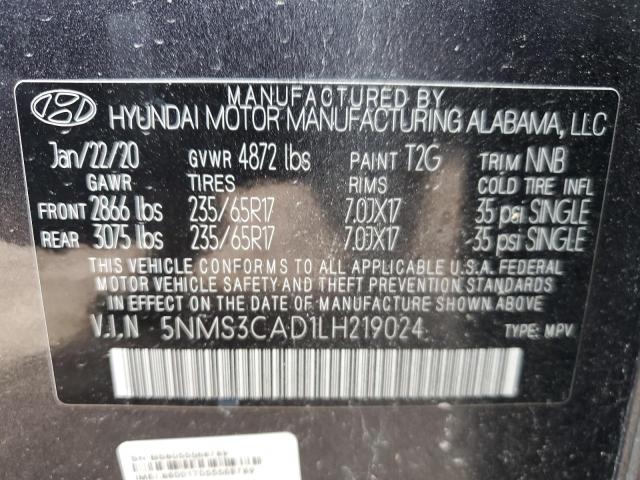 MANUFACTURED BY
HYUNDAI MOTOR MANUFACTURING ALABAMA, LLC
Jan/22/20 GVWR 4872 lbs PAINT T2G TRIM NNB
GAWR TIRES RIMS COLD TIRE INFL
FRONT 2866 lbs 235/65R17 7.0JX17 35 psi SINGLE
REAR 3075 lbs 235/65R17 7.0JX17 35 psi SINGLE
THIS VEHICLE CONFORMS TO ALL APPLICABLE U.S.A. FEDERAL
MOTOR VEHICLE SAFETY, BUMPER, AND THEFT PREVENTION STANDARDS
IN EFFECT ON THE DATE OF MANUFACTURE SHOWN ABOVE.
V.I.N 5NMS3CAD1LH219024 TYPE: MPV